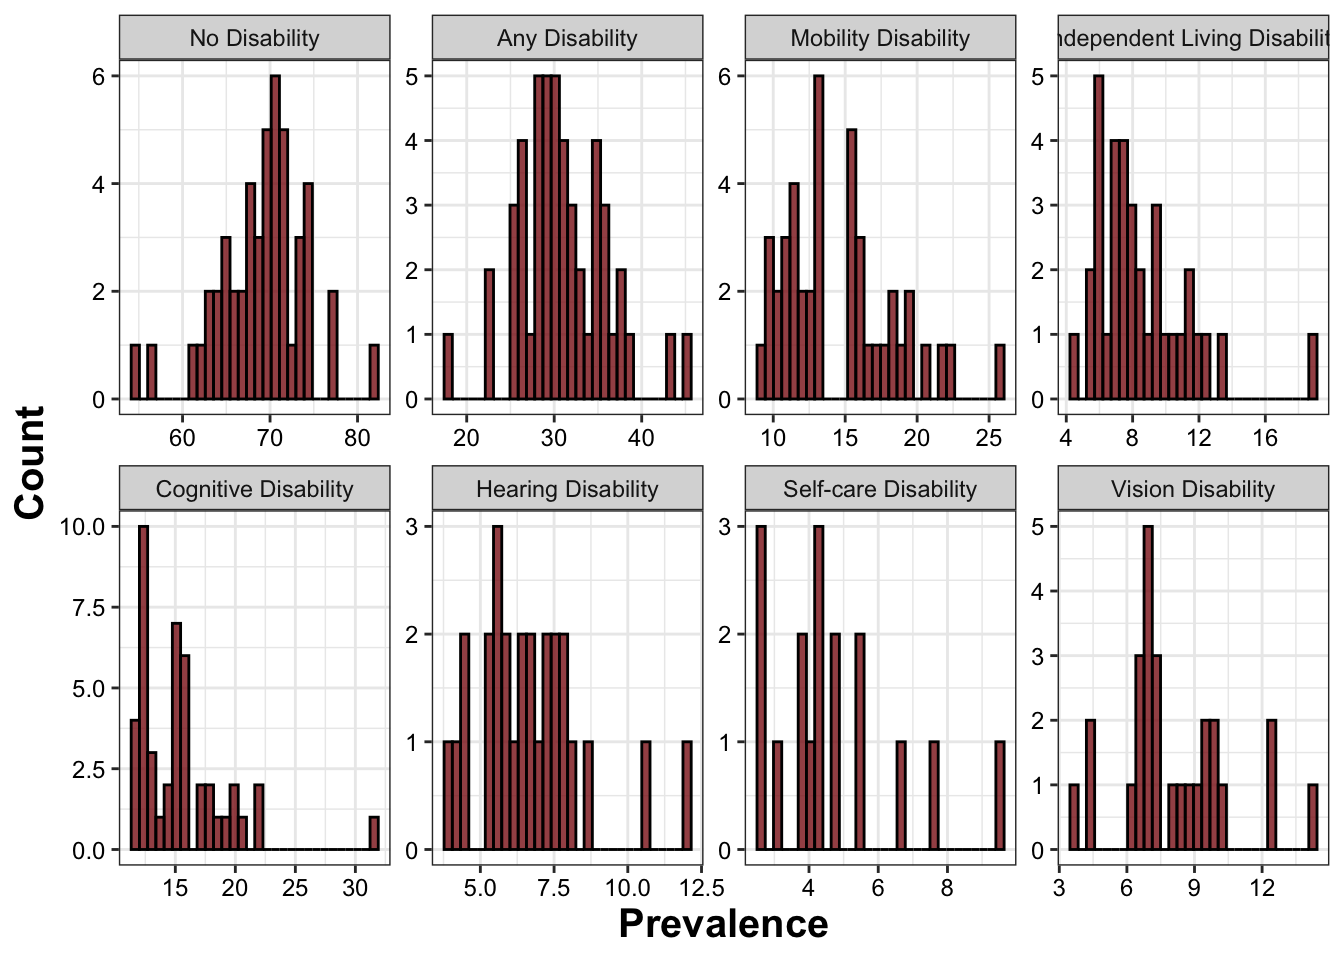 No Disability
Any Disability
Mobility Disability
ndependent Living Disabilit
6
4
2
0
60 70 80
5
4
3
2
1
0
20 30 40
6
4
2
0
10 15 20 25
5
4
3
2
1
0
4 8 12 16
Count
Cognitive Disability
Hearing Disability
Self-care Disability
Vision Disability
10.0
7.5
5.0
2.5
0.0
15 20 25 30
3
2
1
0
5.0 7.5 10.0 12.5
3
2
1
0
4 6 8
5
4
3
2
1
0
3 6 9 12
Prevalence